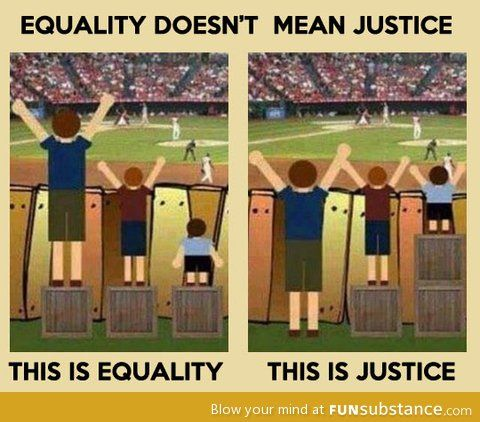 EQUALITY DOESN'T MEAN JUSTICE
THIS IS EQUALITY
THIS IS JUSTICE
Blow your mind at FUNsubstance.com